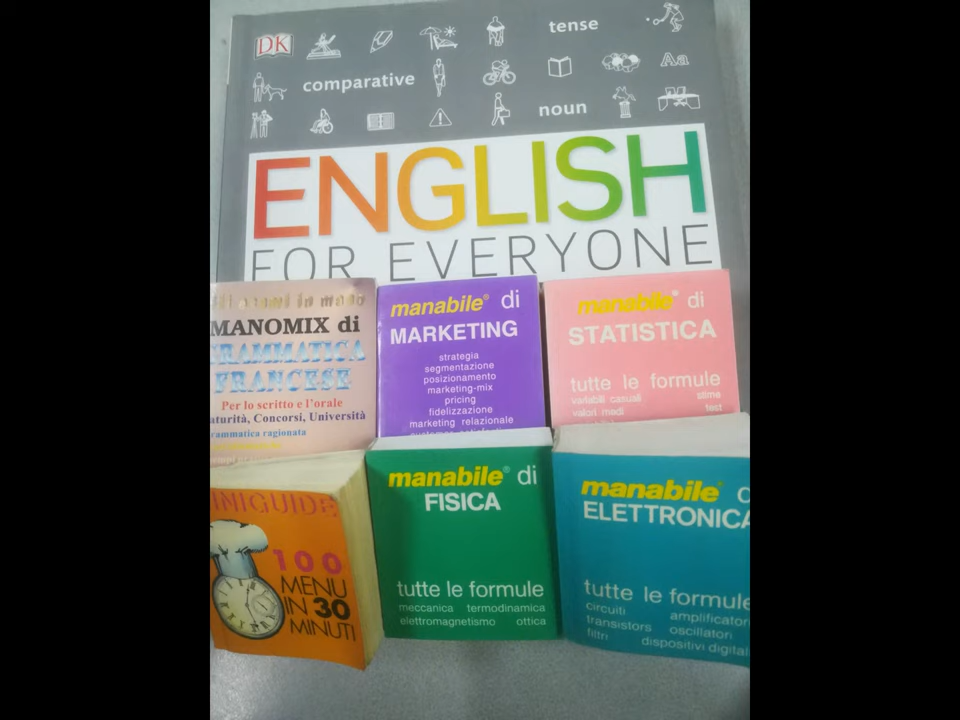 DK
tense
comparative
Aa
noun
ENGLISH
FOR EVERYONE
MANOMIX di
GRAMMATICA
FRANCESE
Per lo scritto e l'orale
aturità, Concorsi, Università
rammatica ragionata
manabile® di
MARKETING
strategia
segmentazione
posizionamento
marketing-mix
pricing
fidelizzazione
marketing relazionale
manabile® di
STATISTICA
tutte le formule
variabili casuali stime
valori medi test
INIGUIDE
100
MENU
IN 30
MINUTI
manabile® di
FISICA
tutte le formule
meccanica termodinamica
elettromagnetismo ottica
manabile® d
ELETTRONICA
tutte le formule
circuiti amplificatori
transistors oscillatori
filtri dispositivi digitali